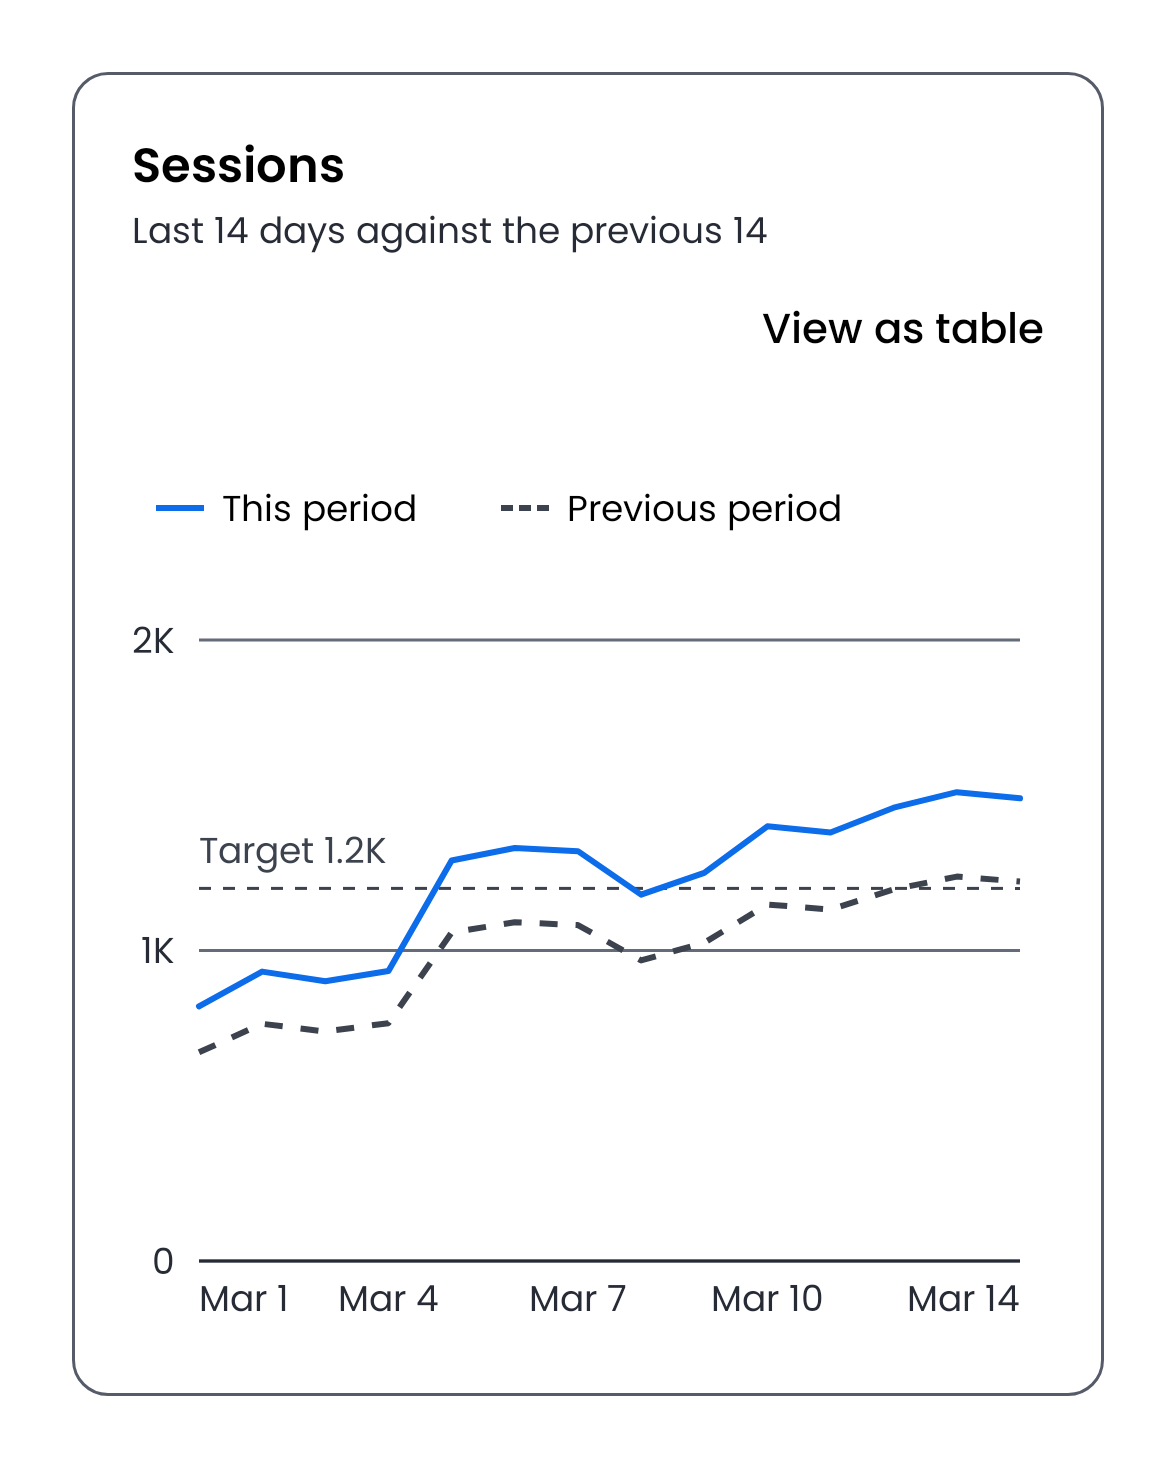 Sessions
Last 14 days against the previous 14
View as table
This period Previous period
2K
Target 1.2K
1K
0
Mar 1 Mar 4 Mar 7 Mar 10 Mar 14